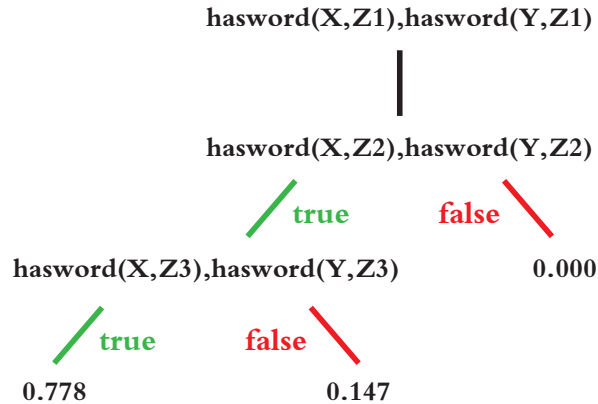 hasword(X,Z1),hasword(Y,Z1)
hasword(X,Z2),hasword(Y,Z2)
true
false
hasword(X,Z3),hasword(Y,Z3)
0.000
true
false
0.778
0.147